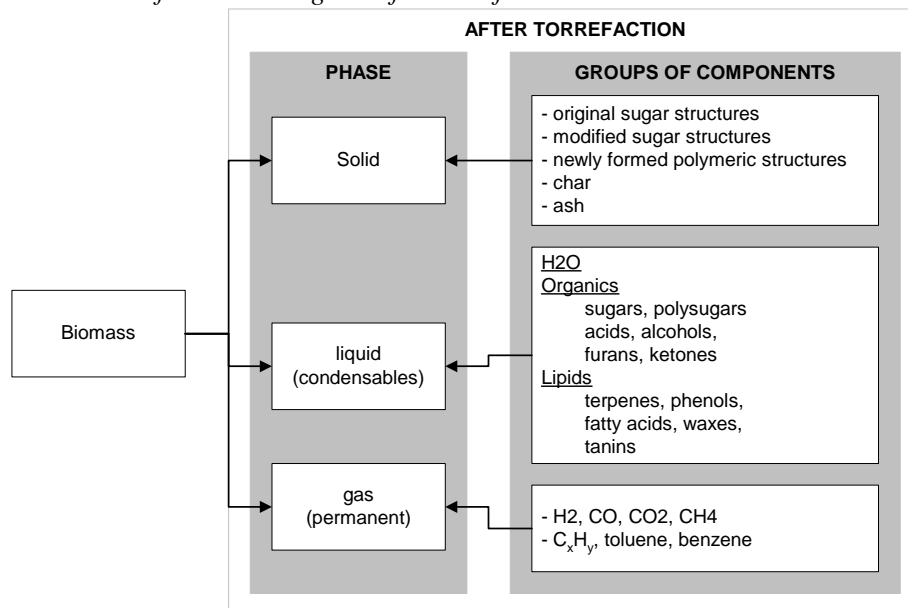 AFTER TORREFACTION
PHASE
GROUPS OF COMPONENTS
Solid
- original sugar structures
- modified sugar structures
- newly formed polymeric structures
- char
- ash
Biomass
liquid
(condensables)
H2O
Organics
sugars, polysugars
acids, alcohols,
furans, ketones
Lipids
terpenes, phenols,
fatty acids, waxes,
tanins
gas
(permanent)
- H2, CO, CO2, CH4
- CxHy, toluene, benzene